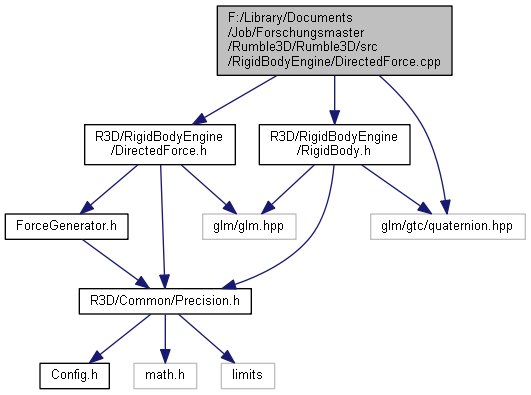 F:/Library/Documents
/Job/Forschungsmaster
/Rumble3D/Rumble3D/src
/RigidBodyEngine/DirectedForce.cpp
R3D/RigidBodyEngine
/DirectedForce.h
R3D/RigidBodyEngine
/RigidBody.h
ForceGenerator.h
glm/glm.hpp
glm/gtc/quaternion.hpp
R3D/Common/Precision.h
Config.h
math.h
limits